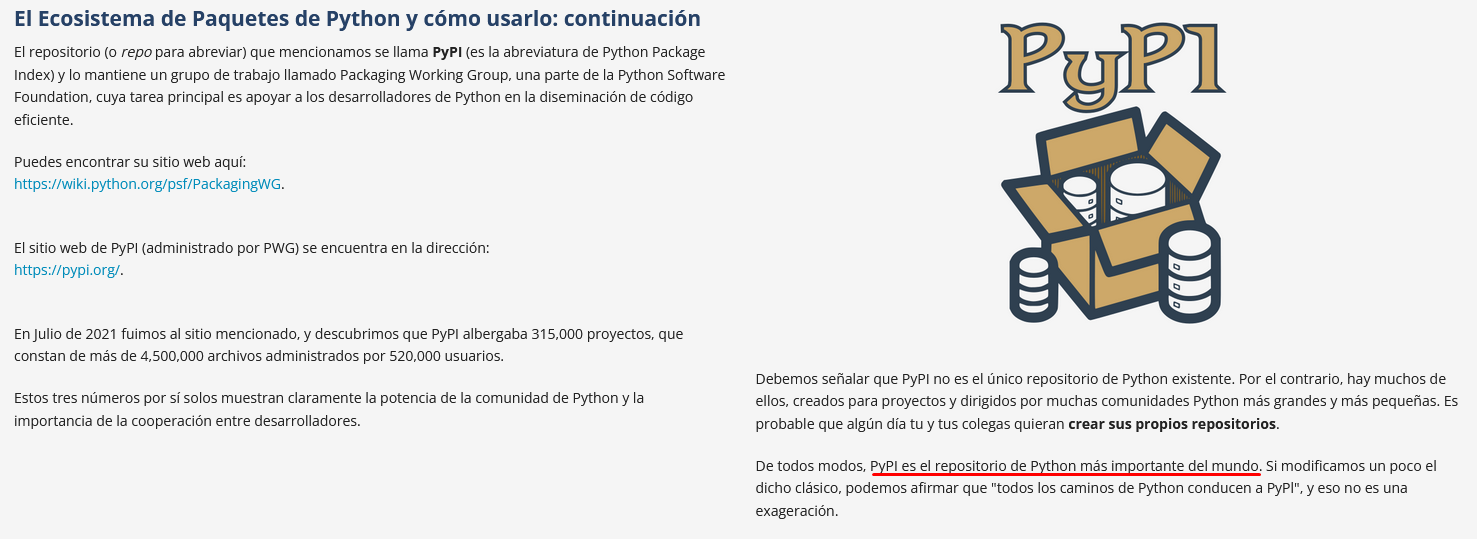 El Ecosistema de Paquetes de Python y cómo usarlo: continuación
El repositorio (o repo para abreviar) que mencionamos se llama PyPI (es la abreviatura de Python Package
Index) y lo mantiene un grupo de trabajo llamado Packaging Working Group, una parte de la Python Software
Foundation, cuya tarea principal es apoyar a los desarrolladores de Python en la diseminación de código
eficiente.
Puedes encontrar su sitio web aquí:
https://wiki.python.org/psf/PackagingWG.
El sitio web de PyPI (administrado por PWG) se encuentra en la dirección:
https://pypi.org/.
En Julio de 2021 fuimos al sitio mencionado, y descubrimos que PyPI albergaba 315,000 proyectos, que
constan de más de 4,500,000 archivos administrados por 520,000 usuarios.
Estos tres números por sí solos muestran claramente la potencia de la comunidad de Python y la
importancia de la cooperación entre desarrolladores.
PyPI
Debemos señalar que PyPI no es el único repositorio de Python existente. Por el contrario, hay muchos de
ellos, creados para proyectos y dirigidos por muchas comunidades Python más grandes y más pequeñas. Es
probable que algún día tu y tus colegas quieran crear sus propios repositorios.
De todos modos, PyPI es el repositorio de Python más importante del mundo. Si modificamos un poco el
dicho clásico, podemos afirmar que "todos los caminos de Python conducen a PyPl", y eso no es una
exageración.